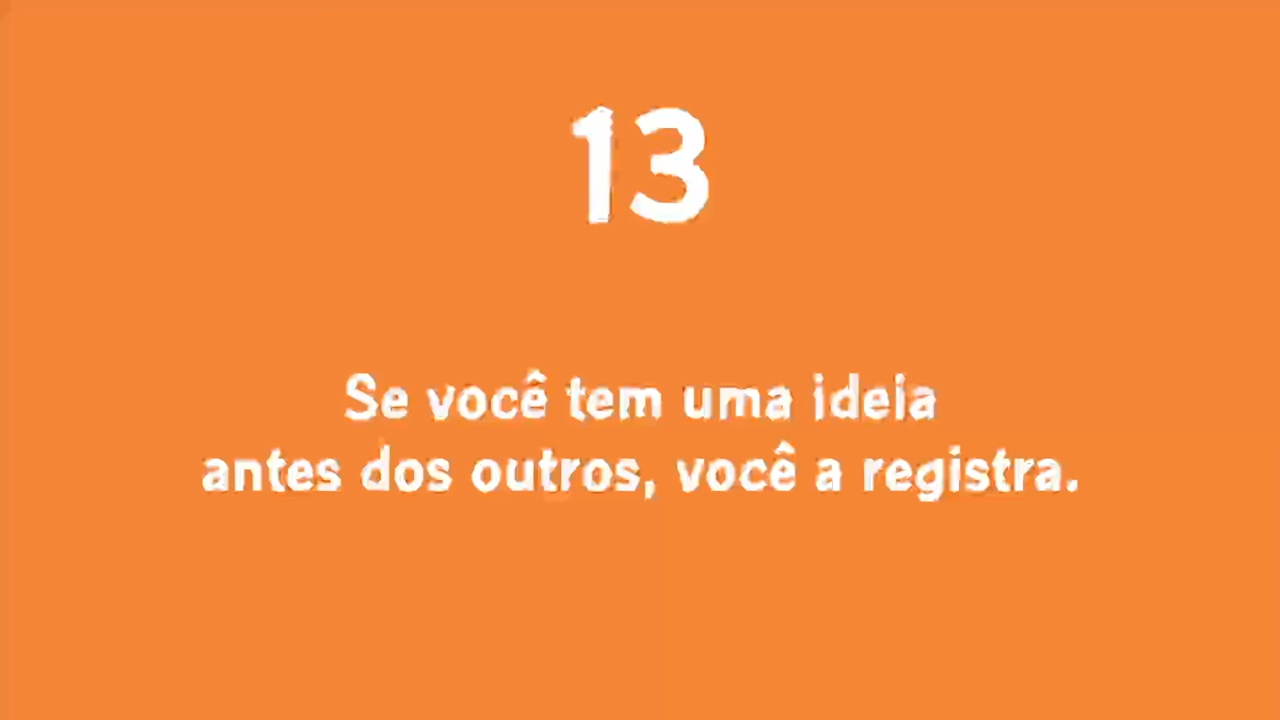 13
Se você tem uma ideia
antes dos outros, você a registra.